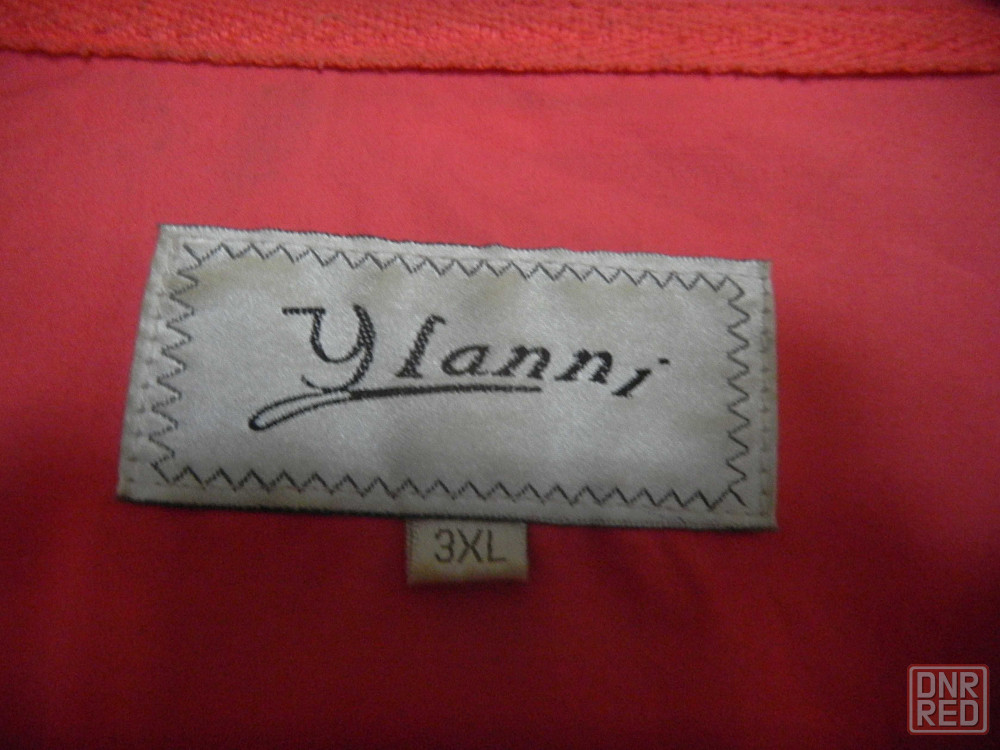 Ylanni
3XL
DNR
RED